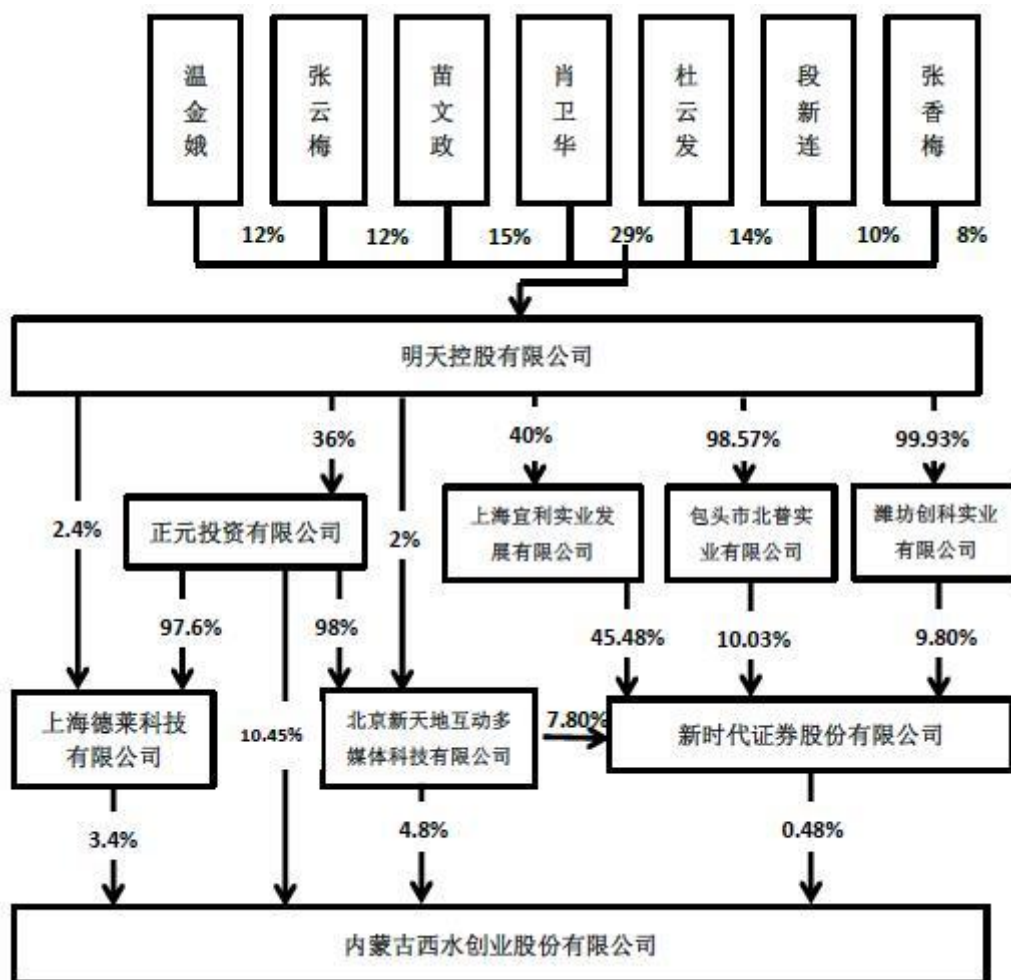 温金娥
张云梅
苗文政
肖卫华
杜云发
段新连
张香梅
12%
12%
15%
29%
14%
10%
8%
明天控股有限公司
36%
40%
98.57%
99.93%
2.4%
正元投资有限公司
2%
上海宜利实业发
展有限公司
包头市北普实
业有限公司
潍坊创科实业
有限公司
97.6%
98%
45.48%
10.03%
9.80%
上海德莱科技
有限公司
10.45%
北京新天地互动多
媒体科技有限公司
7.80%
新时代证券股份有限公司
3.4%
4.8%
0.48%
内蒙古西水创业股份有限公司